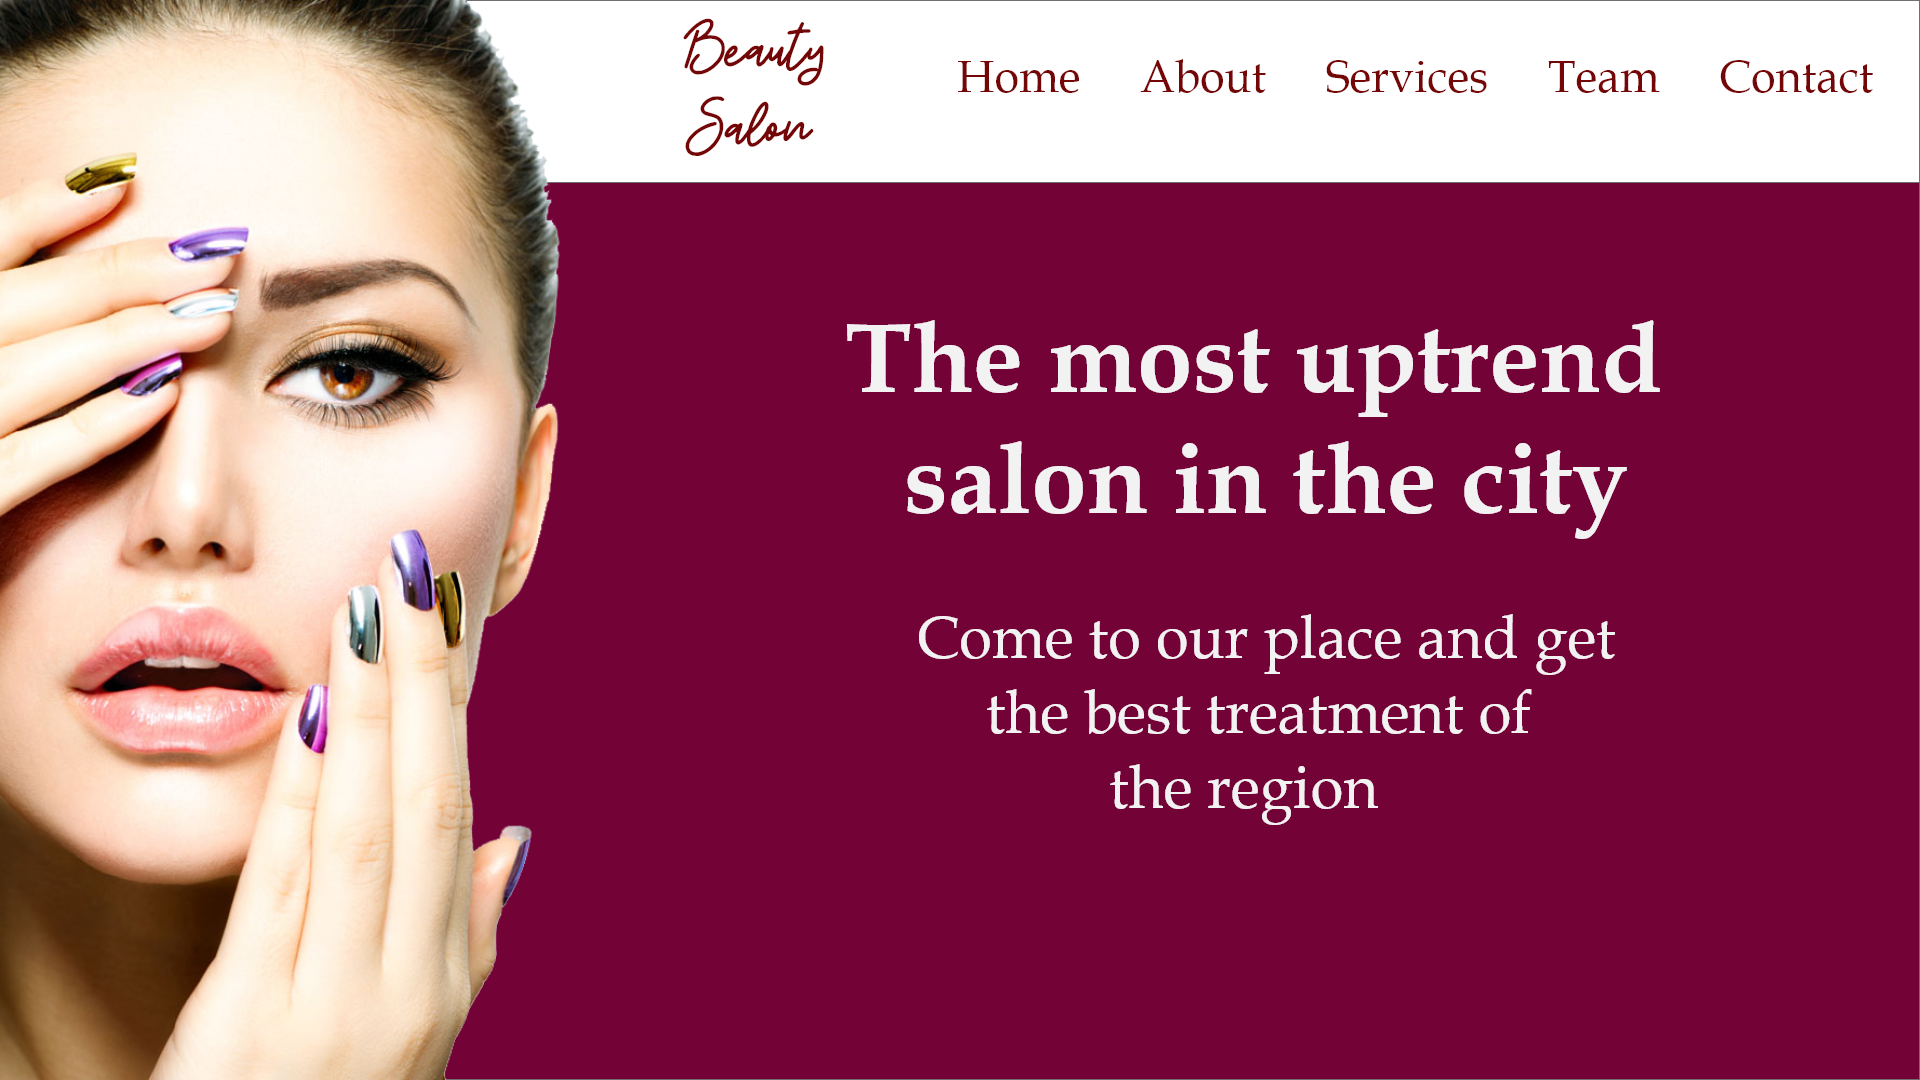 Beauty
Salon
Home About Services Team Contact
The most uptrend
salon in the city
Come to our place and get
the best treatment of
the region